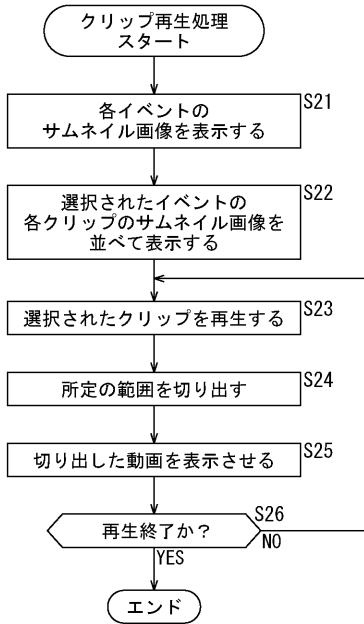 クリップ再生処理
スタート
S21
各イベントの
サムネイル画像を表示する
S22
選択されたイベントの
各クリップのサムネイル画像を
並べて表示する
S23
選択されたクリップを再生する
S24
所定の範囲を切り出す
S25
切り出した動画を表示させる
S26
再生終了か？
NO
YES
エンド